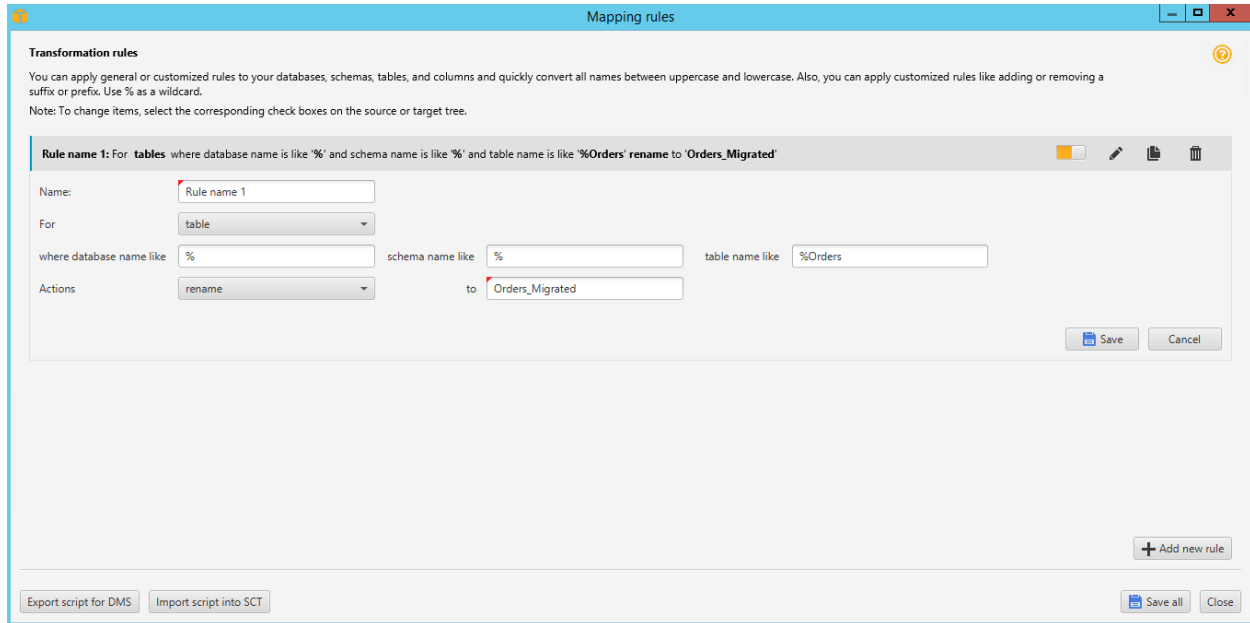 Mapping rules
Transformation rules
You can apply general or customized rules to your databases, schemas, tables, and columns and quickly convert all names between uppercase and lowercase. Also, you can apply customized rules like adding or removing a
suffix or prefix. Use % as a wildcard.
Note: To change items, select the corresponding check boxes on the source or target tree.
Rule name 1: For tables where database name is like '%' and schema name is like '%' and table name is like '%Orders' rename to 'Orders_Migrated'
Name: Rule name 1
For table
where database name like % schema name like % table name like %Orders
Actions rename to Orders_Migrated
Save Cancel
Add new rule
Export script for DMS Import script into SCT Save all Close